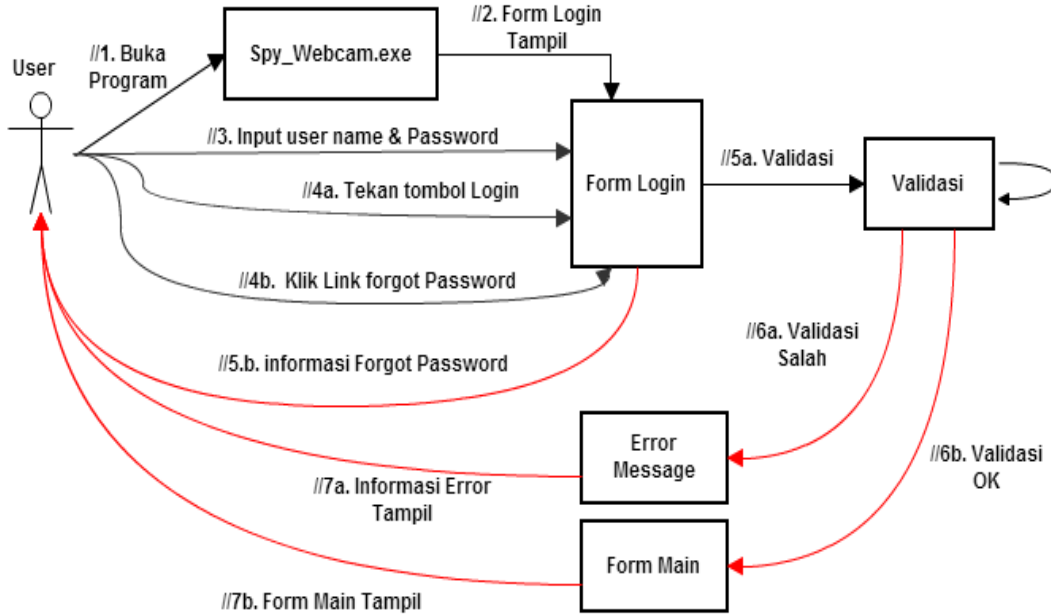 //2. Form Login
Tampil
//1. Buka
Program
Spy_Webcam.exe
User
//3. Input user name & Password
//5a. Validasi
Form Login
Validasi
//4a. Tekan tombol Login
//4b.  Klik Link forgot Password
//6a. Validasi
Salah
//5.b. informasi Forgot Password
Error
Message
//6b. Validasi
OK
//7a. Informasi Error
Tampil
Form Main
//7b. Form Main Tampil